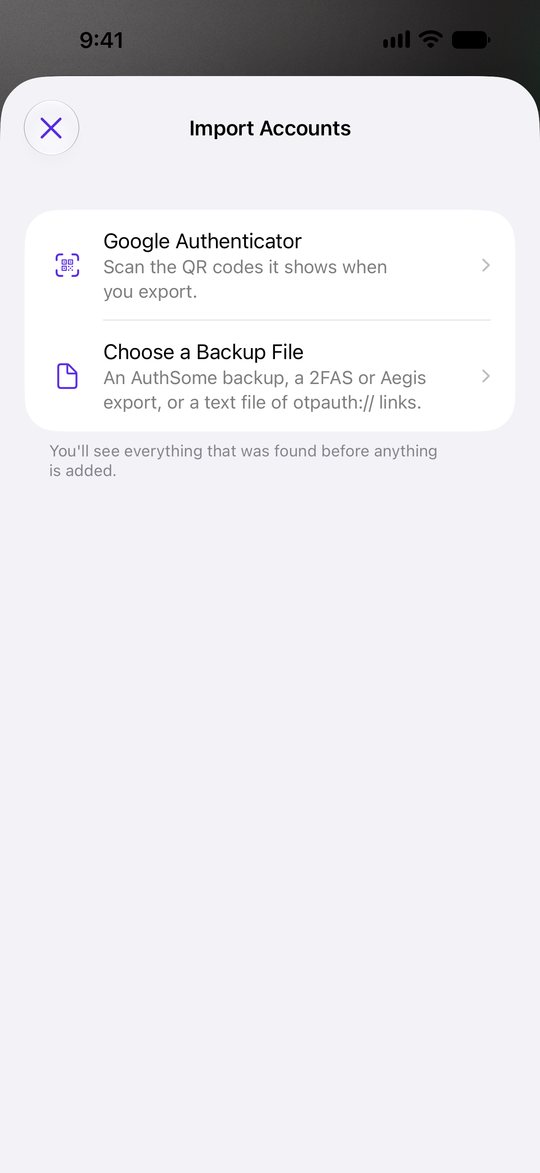 9:41
Import Accounts
Google Authenticator
Scan the QR codes it shows when
you export.
Choose a Backup File
An AuthSome backup, a 2FAS or Aegis
export, or a text file of otpauth:// links.
You'll see everything that was found before anything
is added.